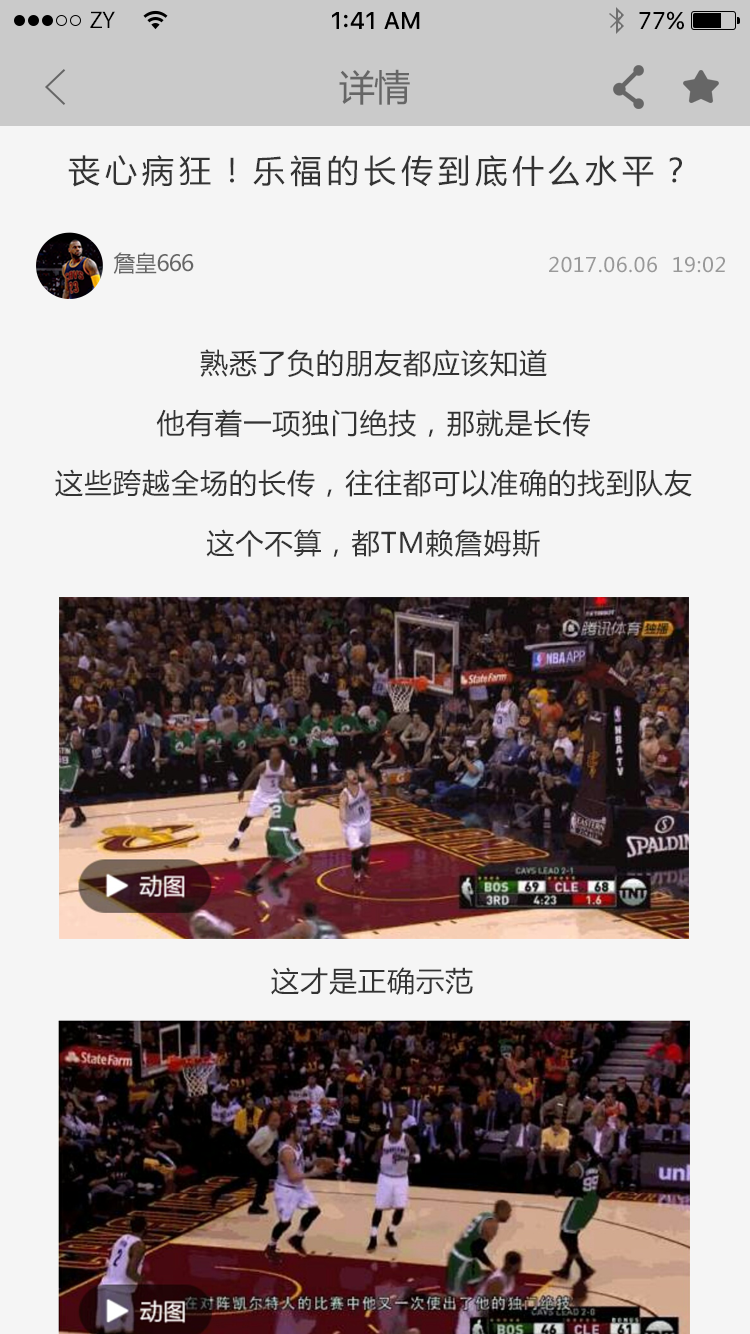 ZY
1:41 AM
77%
详情
丧心病狂！乐福的长传到底什么水平？
詹皇666
2017.06.06 19:02
熟悉了负的朋友都应该知道
他有着一项独门绝技，那就是长传
这些跨越全场的长传，往往都可以准确的找到队友
这个不算，都TM赖詹姆斯
腾讯体育 独播
NBA APP
StateFarm
NBA TV
SPALDIN
动图
CAVS LEAD 2-1
BOS 69 CLE 68
3RD 4:23 1.6
TNT
这才是正确示范
StateFarm
99
unl
2
动图
在对阵凯尔特人的比赛中他又一次使出了他的独门绝技
CAVS LEAD 2-0
BOS 46 CLE 61